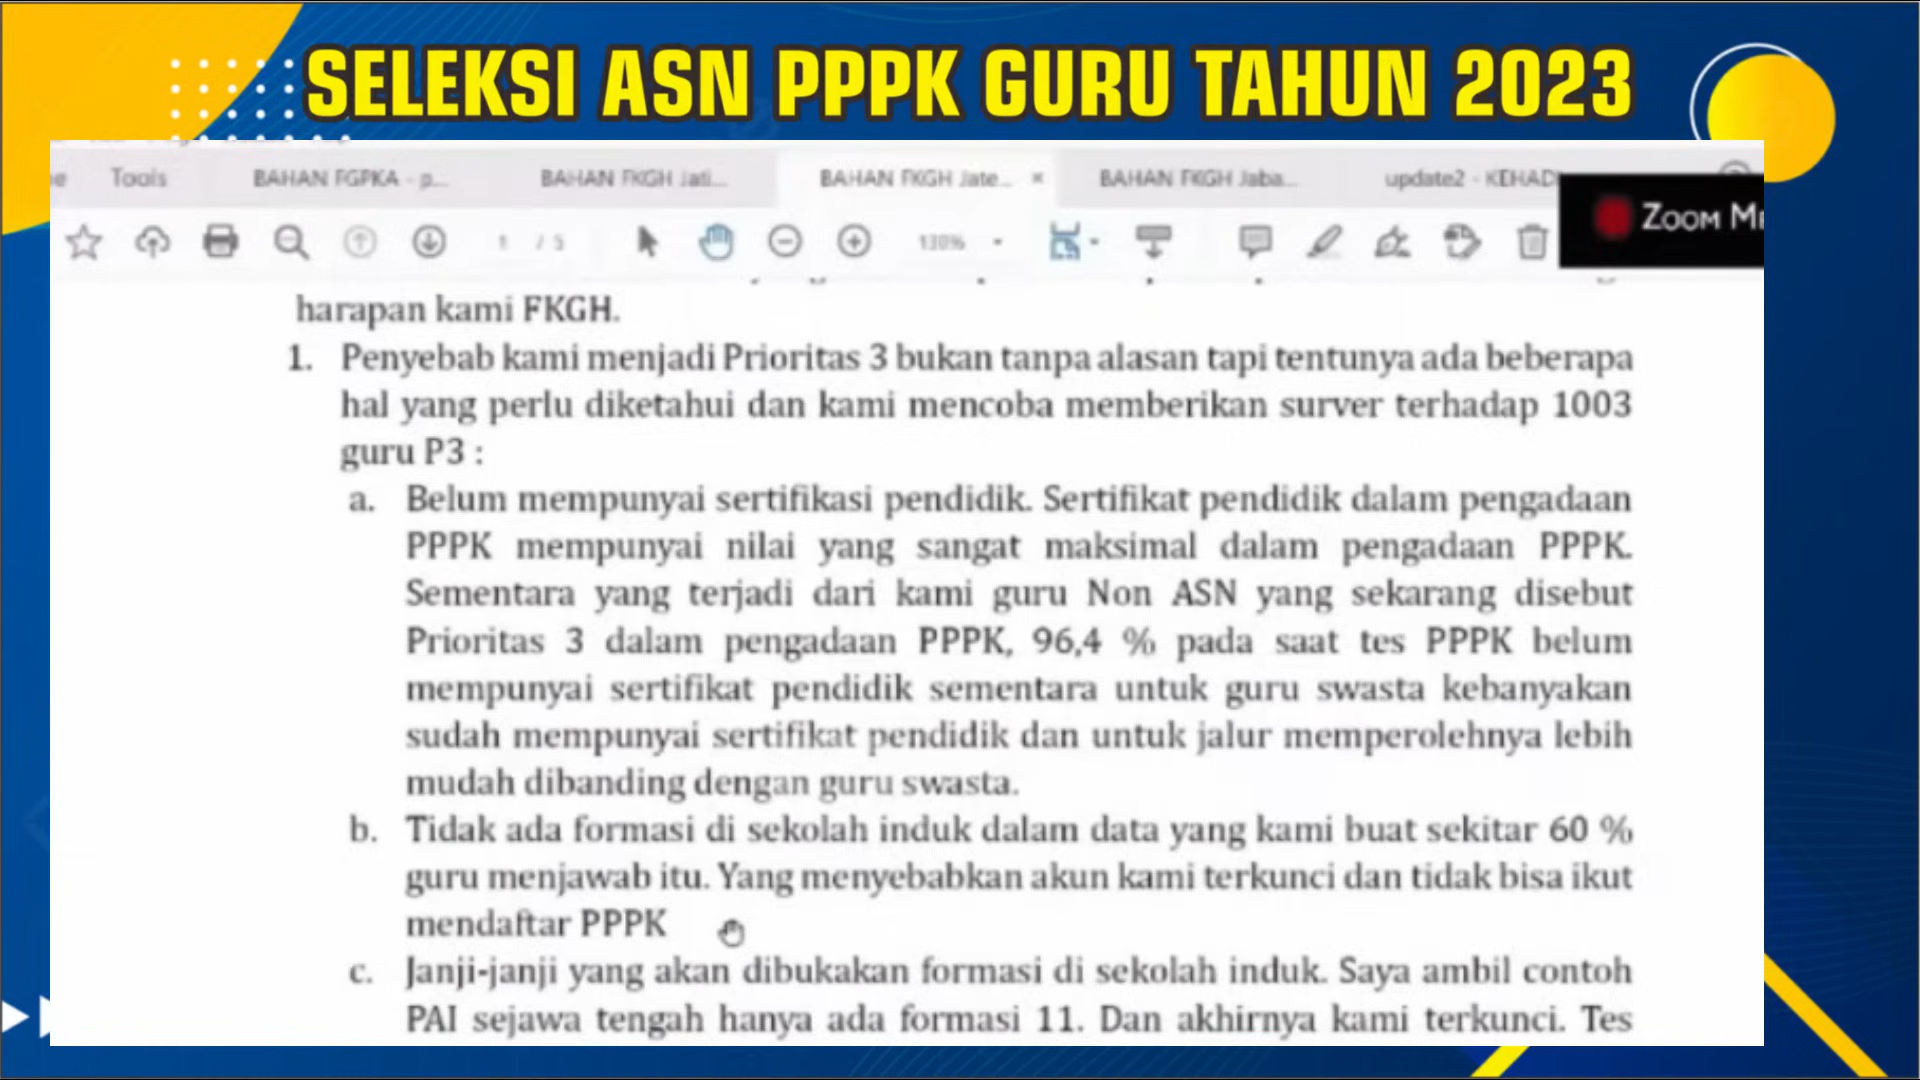 SELEKSI ASN PPPK GURU TAHUN 2023
Tools BAHAN FGPKA - p... BAHAN FKGH Jati... BAHAN FKGH Jate... × BAHAN FKGH Jaba... update2 - KEHADI
ZOOM
1 / 5 130%
harapan kami FKGH.
1. Penyebab kami menjadi Prioritas 3 bukan tanpa alasan tapi tentunya ada beberapa
hal yang perlu diketahui dan kami mencoba memberikan surver terhadap 1003
guru P3 :
a. Belum mempunyai sertifikasi pendidik. Sertifikat pendidik dalam pengadaan
PPPK mempunyai nilai yang sangat maksimal dalam pengadaan PPPK.
Sementara yang terjadi dari kami guru Non ASN yang sekarang disebut
Prioritas 3 dalam pengadaan PPPK, 96,4 % pada saat tes PPPK belum
mempunyai sertifikat pendidik sementara untuk guru swasta kebanyakan
sudah mempunyai sertifikat pendidik dan untuk jalur memperolehnya lebih
mudah dibanding dengan guru swasta.
b. Tidak ada formasi di sekolah induk dalam data yang kami buat sekitar 60 %
guru menjawab itu. Yang menyebabkan akun kami terkunci dan tidak bisa ikut
mendaftar PPPK
c. Janji-janji yang akan dibukakan formasi di sekolah induk. Saya ambil contoh
PAI sejawa tengah hanya ada formasi 11. Dan akhirnya kami terkunci. Tes